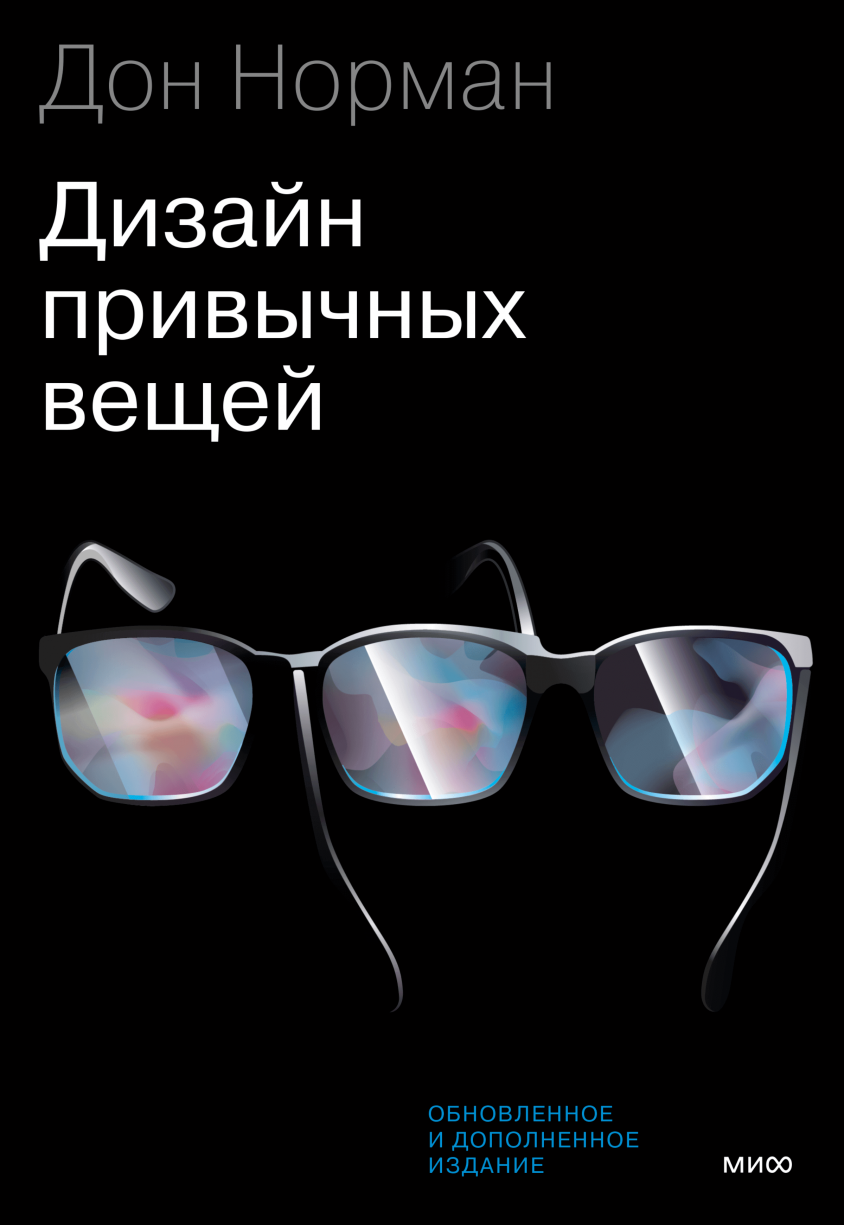 Дон Норман
Дизайн
привычных
вещей
ОБНОВЛЕННОЕ
И ДОПОЛНЕННОЕ
ИЗДАНИЕ
миф